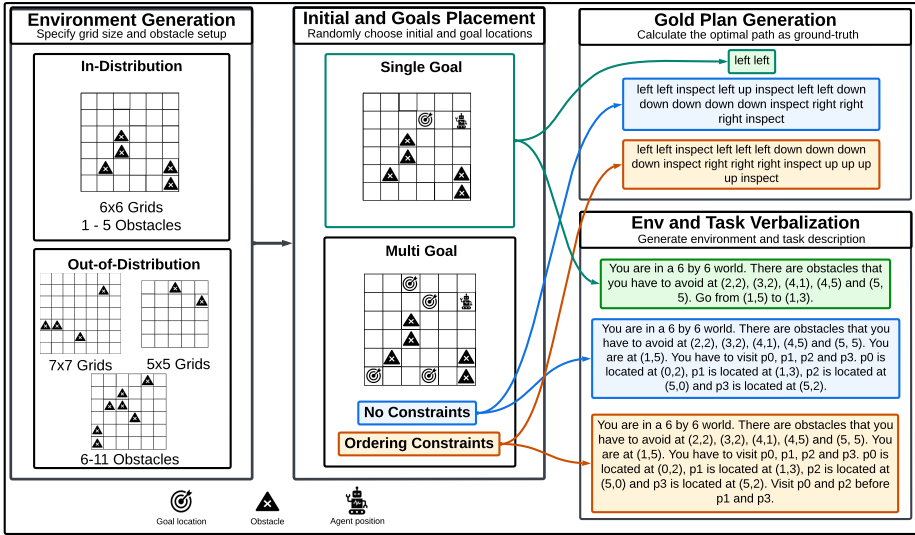 Environment Generation
Specify grid size and obstacle setup
In-Distribution
6x6 Grids
1 - 5 Obstacles
Out-of-Distribution
7x7 Grids
5x5 Grids
6-11 Obstacles
Initial and Goals Placement
Randomly choose initial and goal locations
Single Goal
Multi Goal
No Constraints
Ordering Constraints
Gold Plan Generation
Calculate the optimal path as ground-truth
left left
left left inspect left up inspect left left down
down down down down inspect right right
right inspect
left left inspect left left left down down down
down inspect right right right inspect up up up
up inspect
Env and Task Verbalization
Generate environment and task description
You are in a 6 by 6 world. There are obstacles that
you have to avoid at (2,2), (3,2), (4,1), (4,5) and (5,
5). Go from (1,5) to (1,3).
You are in a 6 by 6 world. There are obstacles that you
have to avoid at (2,2), (3,2), (4,1), (4,5) and (5, 5). You
are at (1,5). You have to visit p0, p1, p2 and p3. p0 is
located at (0,2), p1 is located at (1,3), p2 is located at
(5,0) and p3 is located at (5,2).
You are in a 6 by 6 world. There are obstacles that you
have to avoid at (2,2), (3,2), (4,1), (4,5) and (5, 5). You
are at (1,5). You have to visit p0, p1, p2 and p3. p0 is
located at (0,2), p1 is located at (1,3), p2 is located at
(5,0) and p3 is located at (5,2). Visit p0 and p2 before
p1 and p3.
Goal location
Obstacle
Agent position